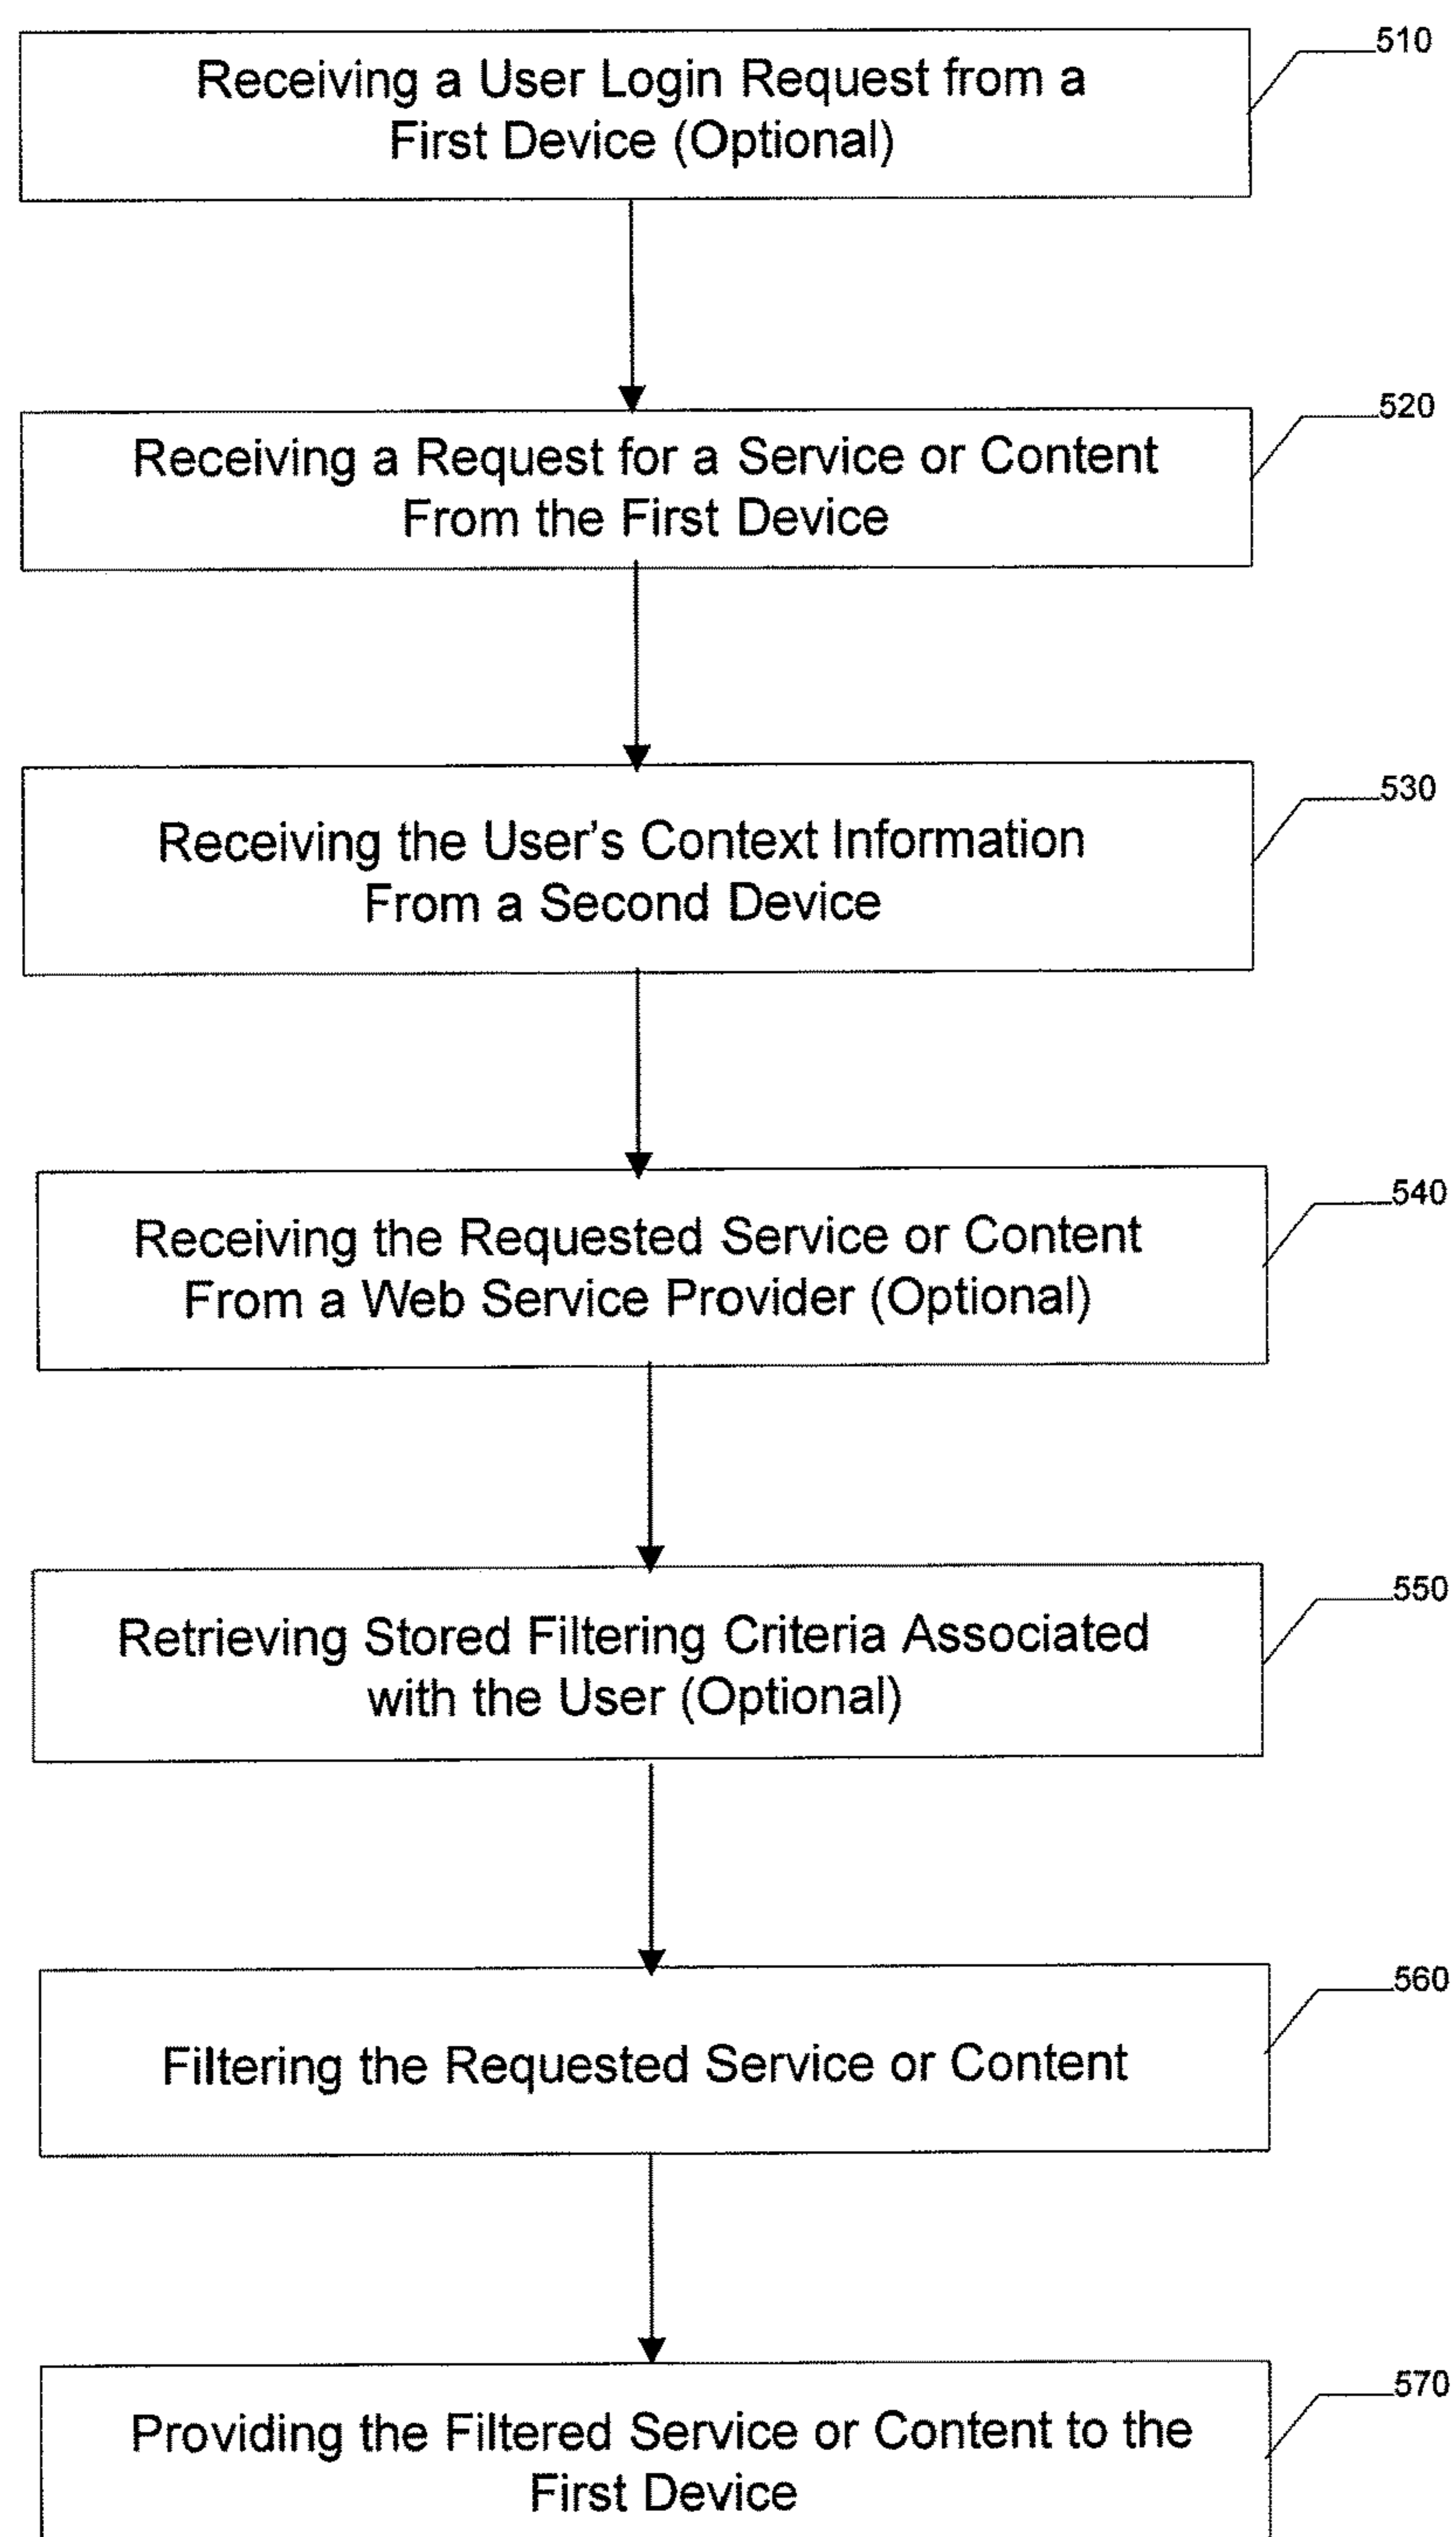 Receiving a User Login Request from a
First Device (Optional)
510
Receiving a Request for a Service or Content
From the First Device
520
Receiving the User's Context Information
From a Second Device
530
Receiving the Requested Service or Content
From a Web Service Provider (Optional)
540
Retrieving Stored Filtering Criteria Associated
with the User (Optional)
550
Filtering the Requested Service or Content
560
Providing the Filtered Service or Content to the
First Device
570